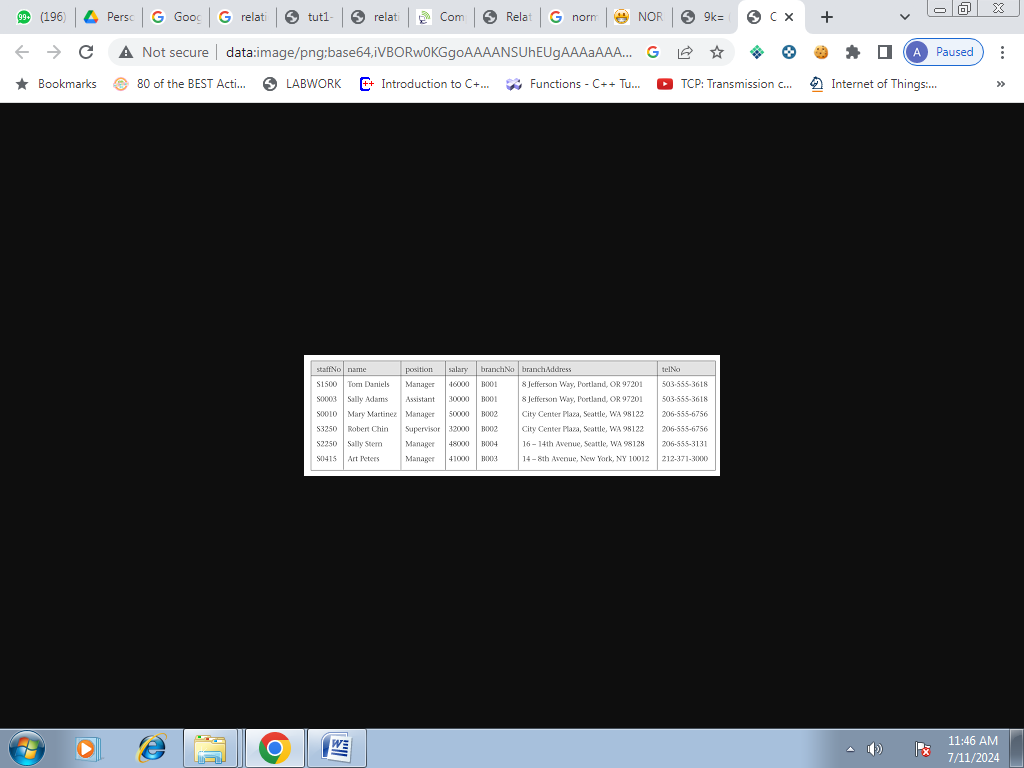 (196) Perso Goog relati tut1- relati Com Relat norm NOR 9k= C
Not secure data:image/png;base64,iVBORw0KGgoAAAANSUhEUgAAAaAAA... A Paused
Bookmarks 80 of the BEST Acti... LABWORK Introduction to C+... Functions - C++ Tu... TCP: Transmission c... Internet of Things:... »
staffNo name position salary branchNo branchAddress telNo
S1500 Tom Daniels Manager 46000 B001 8 Jefferson Way, Portland, OR 97201 503-555-3618
S0003 Sally Adams Assistant 30000 B001 8 Jefferson Way, Portland, OR 97201 503-555-3618
S0010 Mary Martinez Manager 50000 B002 City Center Plaza, Seattle, WA 98122 206-555-6756
S3250 Robert Chin Supervisor 32000 B002 City Center Plaza, Seattle, WA 98122 206-555-6756
S2250 Sally Stern Manager 48000 B004 16 – 14th Avenue, Seattle, WA 98128 206-555-3131
S0415 Art Peters Manager 41000 B003 14 – 8th Avenue, New York, NY 10012 212-371-3000
11:46 AM
7/11/2024